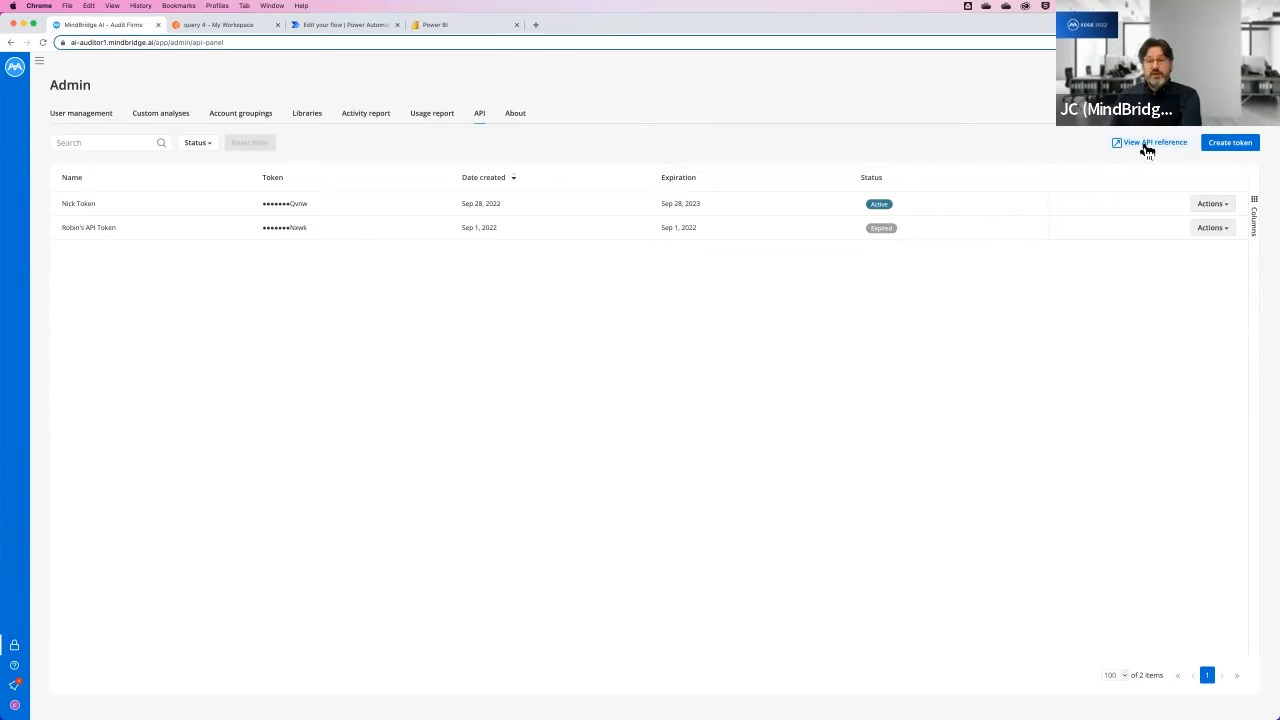 Chrome File Edit View History Bookmarks Profiles Tab Window Help
MindBridge AI – Audit Firms
query 4 – My Workspace
Edit your flow | Power Automa
Power BI
ai-auditor1.mindbridge.ai/app/admin/api-panel
EDGE 2022
JC (MindBridg...
Admin
User management Custom analyses Account groupings Libraries Activity report Usage report API About
Search Status Reset filter View API reference Create token
Name Token Date created Expiration Status
Nick Token •••••••Qvnw Sep 28, 2022 Sep 28, 2023 Active Actions
Robin's API Token •••••••Nxwk Sep 1, 2022 Sep 1, 2022 Expired Actions
Columns
100 of 2 items « ‹ 1 › »